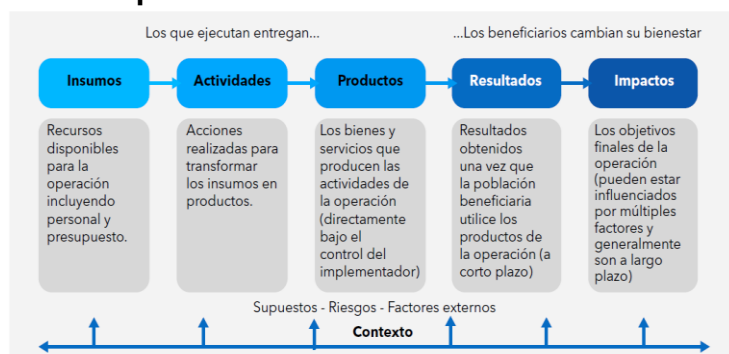 Los que ejecutan entregan...
...Los beneficiarios cambian su bienestar
Insumos
Actividades
Productos
Resultados
Impactos
Recursos
disponibles
para la
operación
incluyendo
personal y
presupuesto.
Acciones
realizadas para
transformar
los insumos en
productos.
Los bienes y
servicios que
producen las
actividades de
la operación
(directamente
bajo el
control del
implementador)
Resultados
obtenidos
una vez que
la población
beneficiaria
utilice los
productos de
la operación (a
corto plazo)
Los objetivos
finales de la
operación
(pueden estar
influenciados
por múltiples
factores y
generalmente
son a largo
plazo)
Supuestos - Riesgos - Factores externos
Contexto